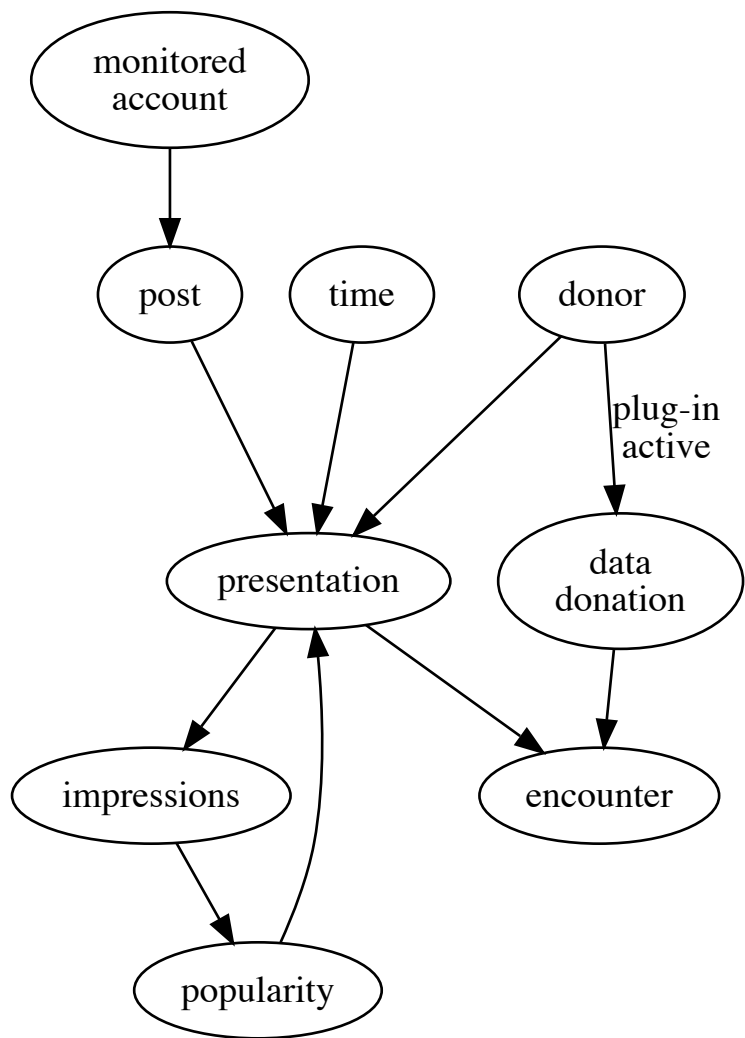 monitored
account
post
time
donor
plug-in
active
presentation
data
donation
impressions
encounter
popularity